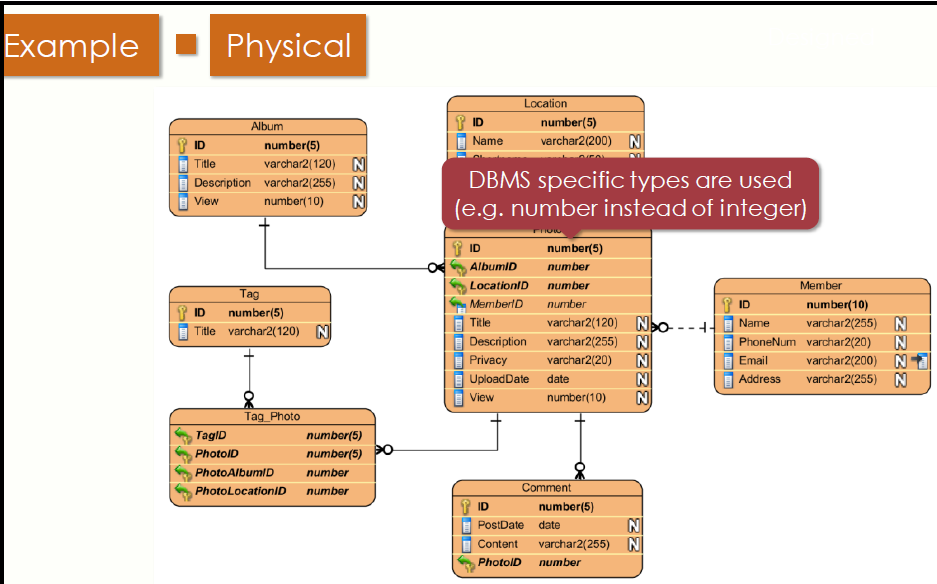 Example
Physical
Album
ID number(5)
Title varchar2(120) N
Description varchar2(255) N
View number(10) N
Location
ID number(5)
Name varchar2(200) N
DBMS specific types are used
(e.g. number instead of integer)
Photo
ID number(5)
AlbumID number
LocationID number
MemberID number
Title varchar2(120) N
Description varchar2(255) N
Privacy varchar2(20) N
UploadDate date N
View number(10) N
Tag
ID number(5)
Title varchar2(120) N
Member
ID number(10)
Name varchar2(255) N
PhoneNum varchar2(20) N
Email varchar2(200) N
Address varchar2(255) N
Tag_Photo
TagID number(5)
PhotoID number(5)
PhotoAlbumID number
PhotoLocationID number
Comment
ID number(5)
PostDate date N
Content varchar2(255) N
PhotoID number